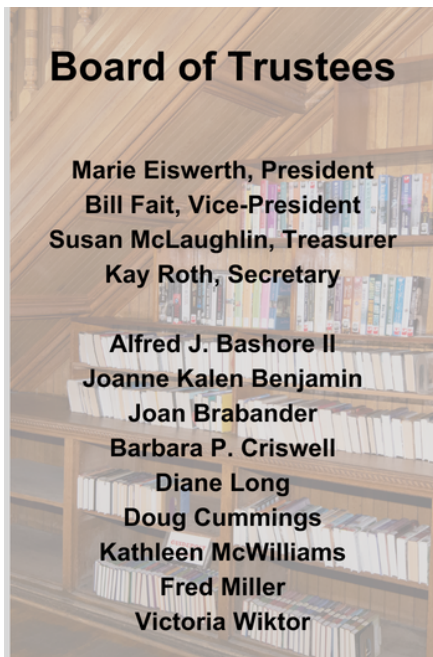 Board of Trustees
Marie Eiswerth, President
Bill Fait, Vice-President
Susan McLaughlin, Treasurer
Kay Roth, Secretary
Alfred J. Bashore II
Joanne Kalen Benjamin
Joan Brabander
Barbara P. Criswell
Diane Long
Doug Cummings
Kathleen McWilliams
Fred Miller
Victoria Wiktor